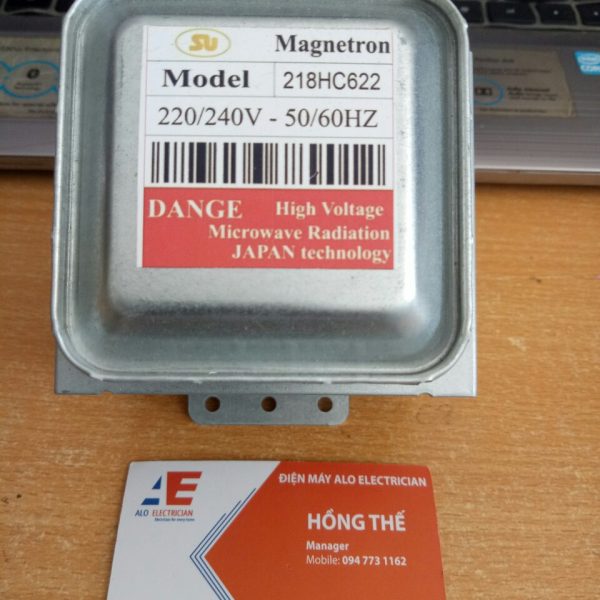 SU
Magnetron
Model 218HC622
220/240V - 50/60HZ
DANGE High Voltage
Microwave Radiation
JAPAN technology
AE
ALO ELECTRICIAN
ĐIỆN MÁY ALO ELECTRICIAN
HỒNG THẾ
Manager
Mobile: 094 773 1162